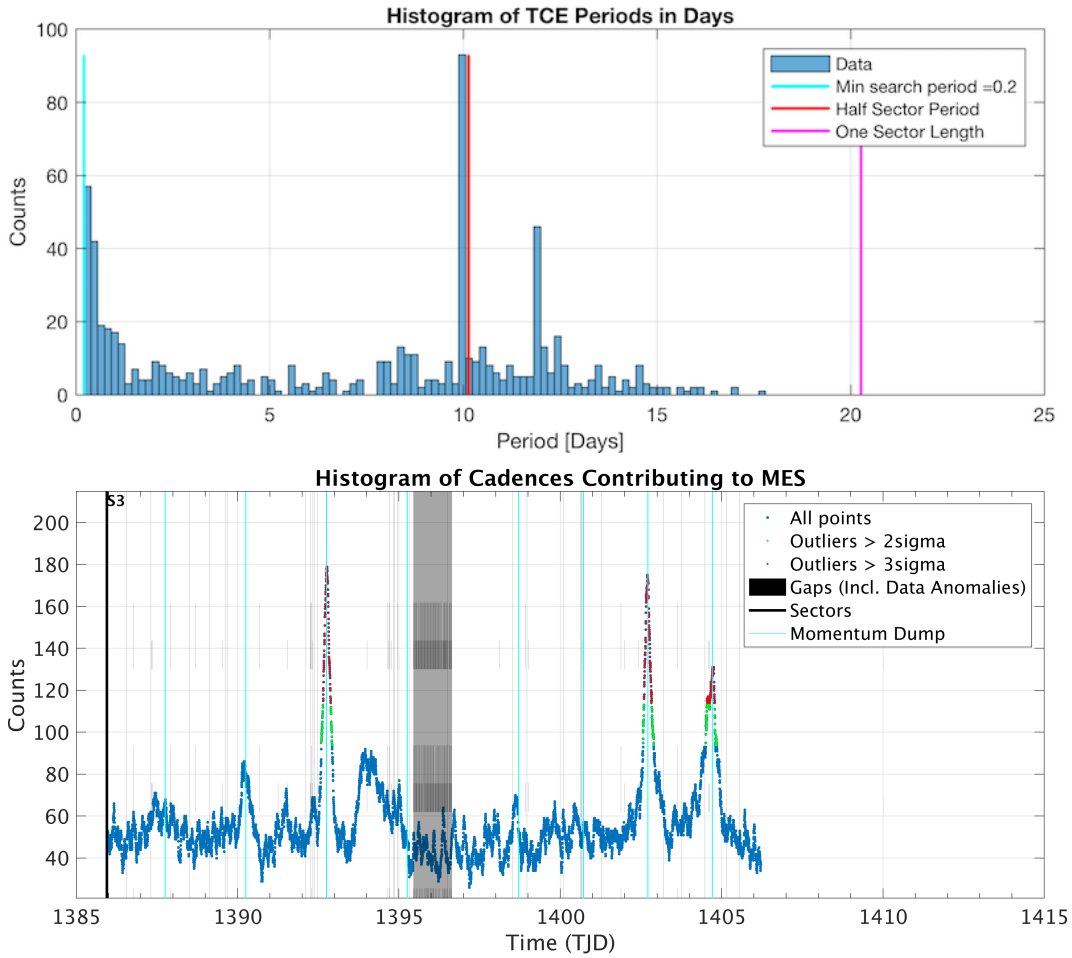 Histogram of TCE Periods in Days
100
80
60
40
20
0
Counts
Data
Min search period =0.2
Half Sector Period
One Sector Length
0 5 10 15 20 25
Period [Days]
Histogram of Cadences Contributing to MES
S3
200
180
160
140
120
100
80
60
40
Counts
All points
Outliers > 2sigma
Outliers > 3sigma
Gaps (Incl. Data Anomalies)
Sectors
Momentum Dump
1385 1390 1395 1400 1405 1410 1415
Time (TJD)